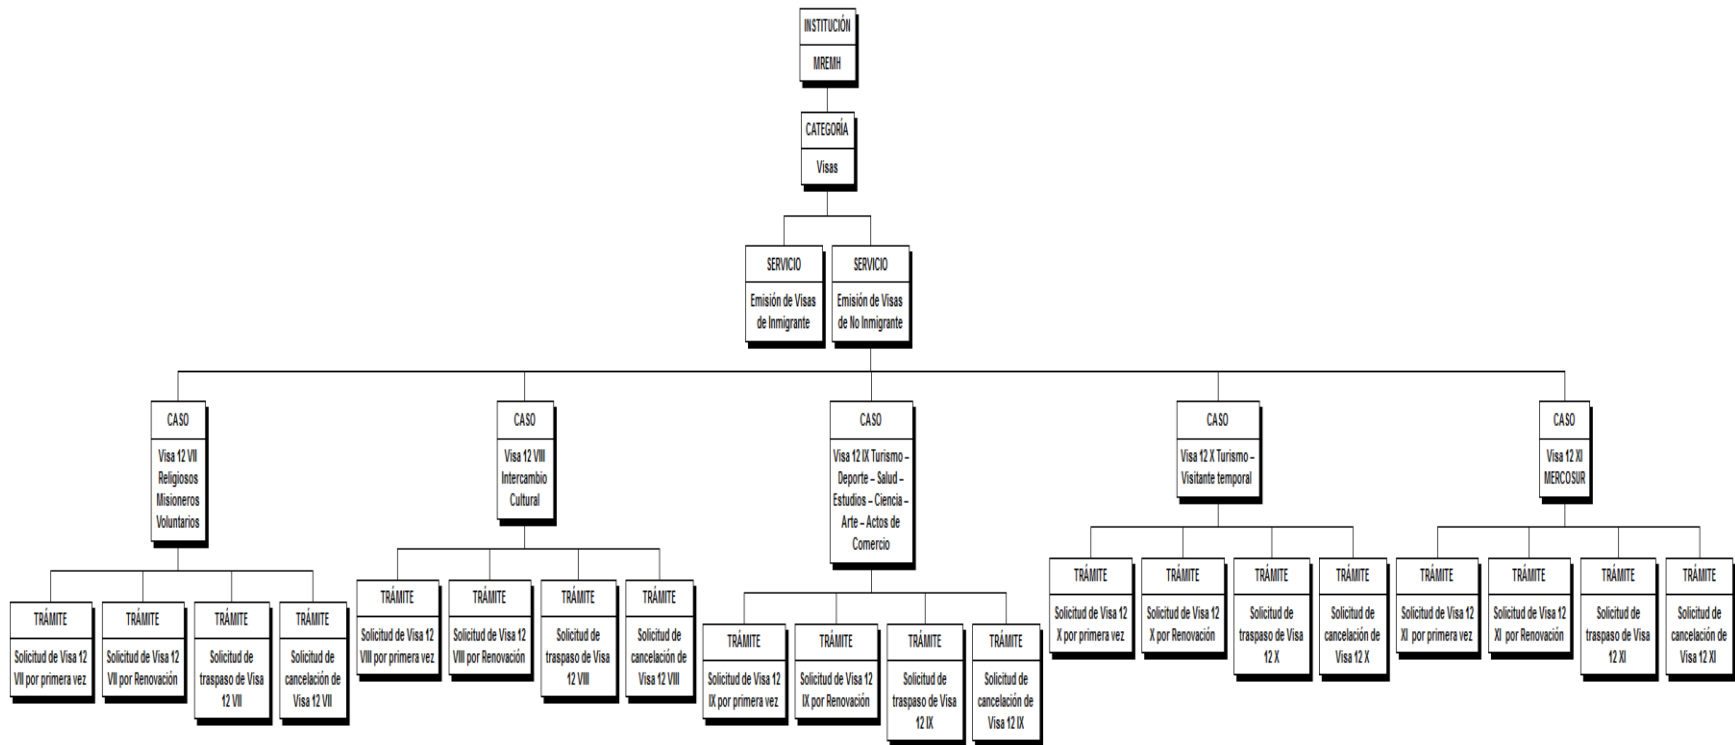 INSTITUCIÓN
MREMH
CATEGORÍA
Visas
SERVICIO
Emisión de Visas
de Inmigrante
SERVICIO
Emisión de Visas
de No Inmigrante
CASO
Visa 12 VII
Religiosos
Misioneros
Voluntarios
CASO
Visa 12 VIII
Intercambio
Cultural
CASO
Visa 12 IX Turismo –
Deporte – Salud –
Estudios – Ciencia –
Arte – Actos de
Comercio
CASO
Visa 12 X Turismo –
Visitante temporal
CASO
Visa 12 XI
MERCOSUR
TRÁMITE
Solicitud de Visa 12
VII por primera vez
TRÁMITE
Solicitud de Visa 12
VII por Renovación
TRÁMITE
Solicitud de
traspaso de Visa
12 VII
TRÁMITE
Solicitud de
cancelación de
Visa 12 VII
TRÁMITE
Solicitud de Visa 12
VIII por primera vez
TRÁMITE
Solicitud de Visa 12
VIII por Renovación
TRÁMITE
Solicitud de
traspaso de Visa
12 VIII
TRÁMITE
Solicitud de
cancelación de
Visa 12 VIII
TRÁMITE
Solicitud de Visa 12
IX por primera vez
TRÁMITE
Solicitud de Visa 12
IX por Renovación
TRÁMITE
Solicitud de
traspaso de Visa
12 IX
TRÁMITE
Solicitud de
cancelación de
Visa 12 IX
TRÁMITE
Solicitud de Visa 12
X por primera vez
TRÁMITE
Solicitud de Visa 12
X por Renovación
TRÁMITE
Solicitud de
traspaso de Visa
12 X
TRÁMITE
Solicitud de
cancelación de
Visa 12 X
TRÁMITE
Solicitud de Visa 12
XI por primera vez
TRÁMITE
Solicitud de Visa 12
XI por Renovación
TRÁMITE
Solicitud de
traspaso de Visa
12 XI
TRÁMITE
Solicitud de
cancelación de
Visa 12 XI